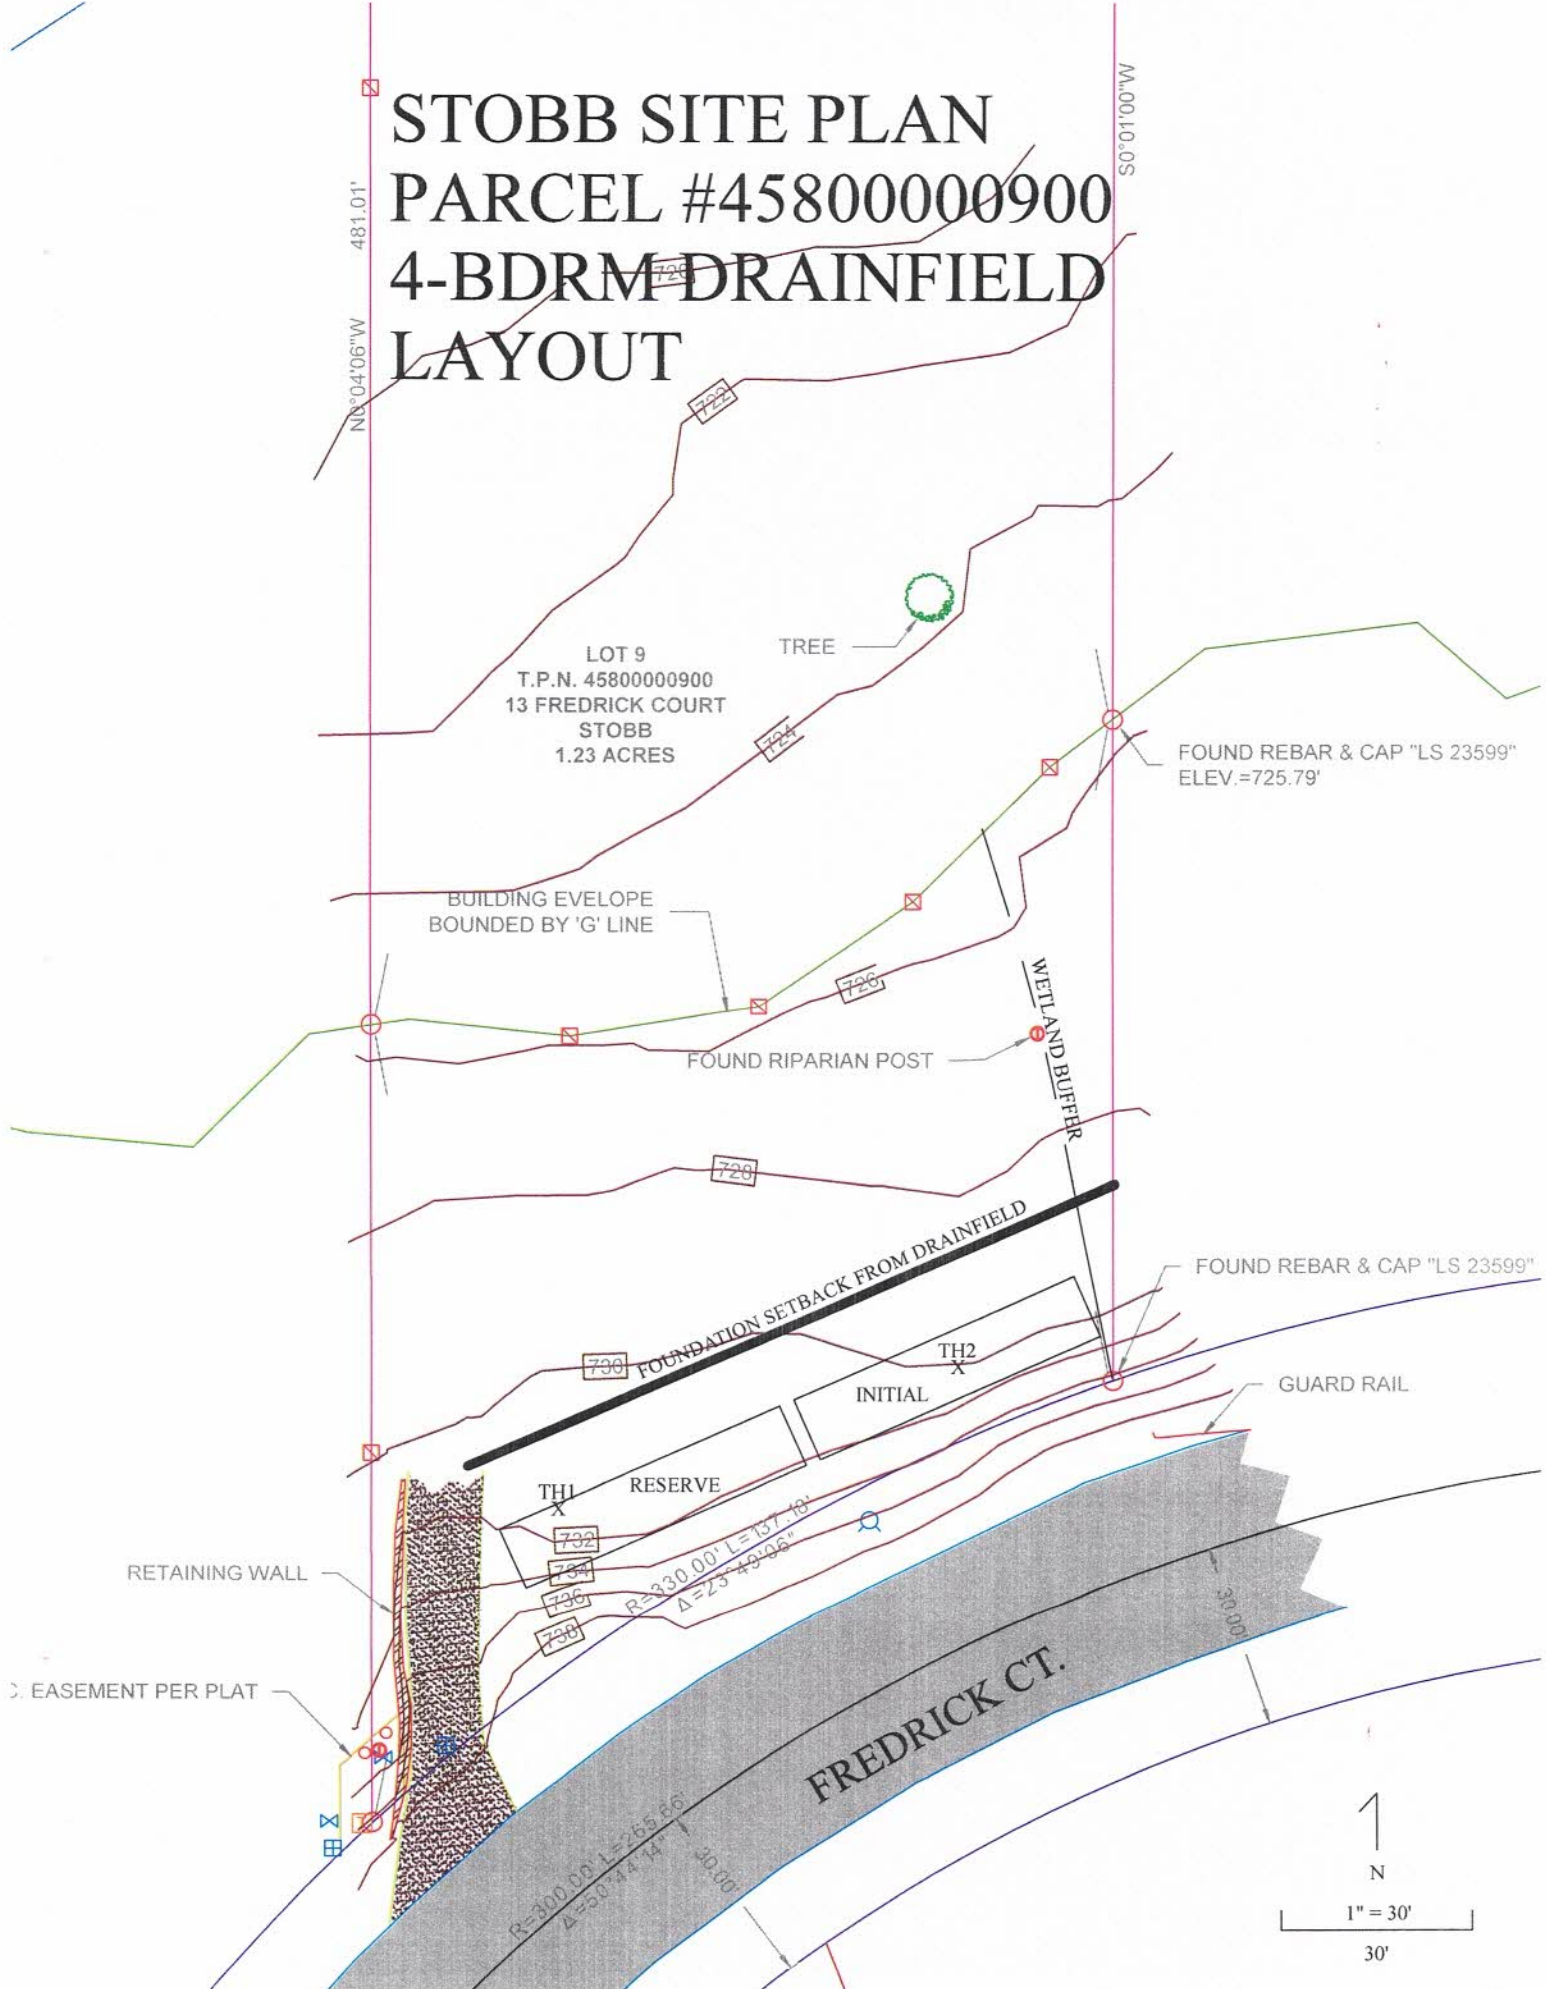 STOBB SITE PLAN
PARCEL #45800000900
4-BDRM DRAINFIELD
LAYOUT
481.01'
N0°04'06"W
S0°01'00"W
720
722
TREE
LOT 9
T.P.N. 45800000900
13 FREDRICK COURT
STOBB
1.23 ACRES
724
FOUND REBAR & CAP "LS 23599"
ELEV.=725.79'
BUILDING EVELOPE
BOUNDED BY 'G' LINE
726
WETLAND BUFFER
FOUND RIPARIAN POST
728
FOUNDATION SETBACK FROM DRAINFIELD
FOUND REBAR & CAP "LS 23599"
730
TH2
X
INITIAL
GUARD RAIL
TH1
X
RESERVE
732
734
736
738
R=330.00' L=137.18'
Δ=23°49'06"
RETAINING WALL
30.00'
EASEMENT PER PLAT
FREDRICK CT.
R=300.00' L=265.66'
Δ=50°44'14"
30.00'
N
1" = 30'
30'